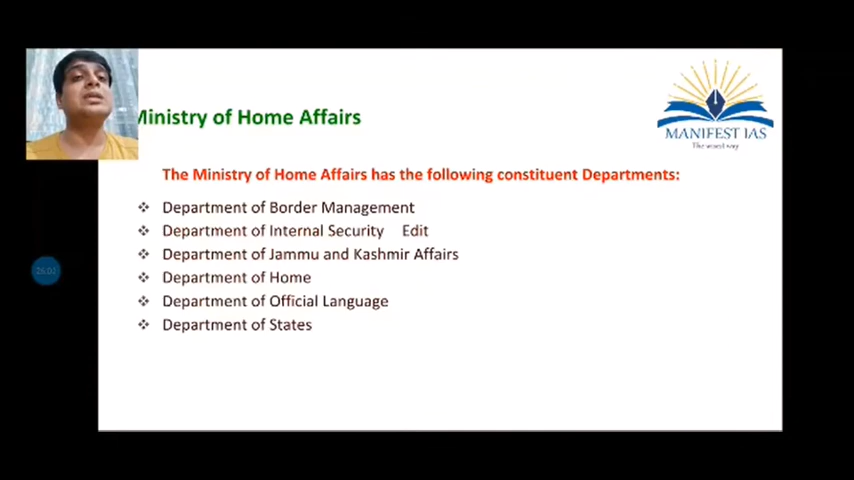 Ministry of Home Affairs
MANIFEST IAS
The Ministry of Home Affairs has the following constituent Departments:
❖ Department of Border Management
❖ Department of Internal Security Edit
❖ Department of Jammu and Kashmir Affairs
❖ Department of Home
❖ Department of Official Language
❖ Department of States